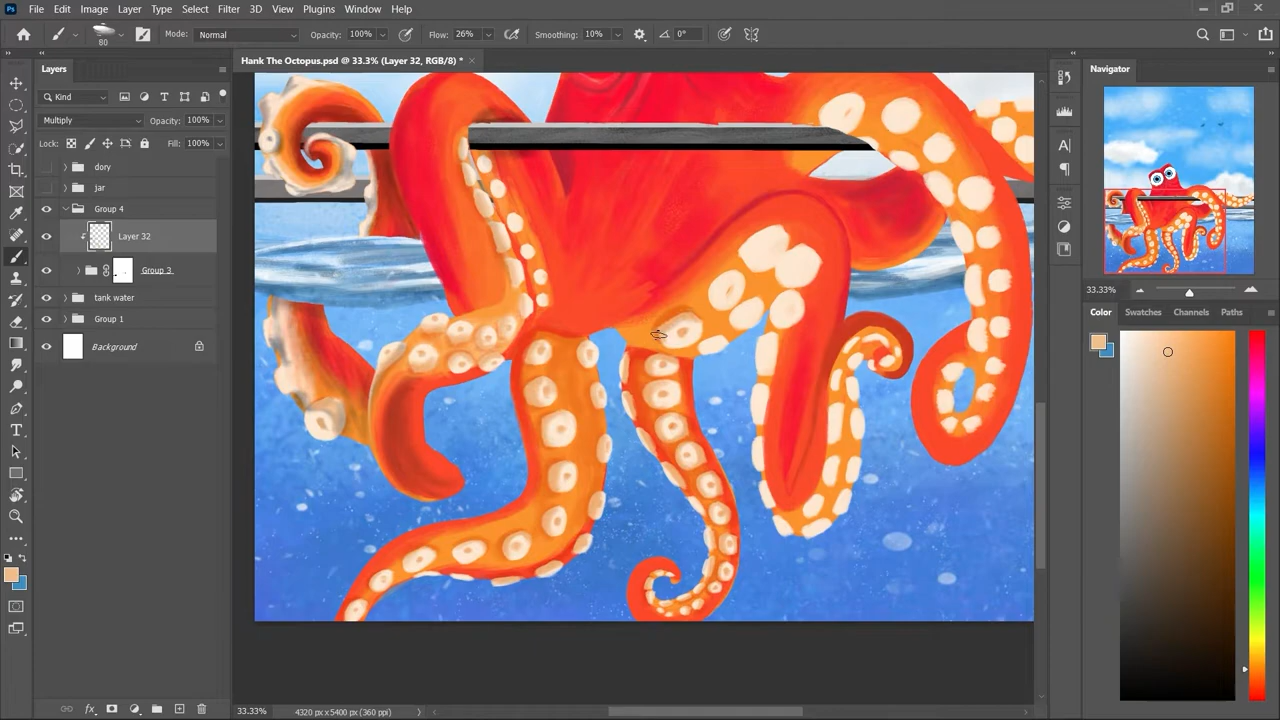 Ps File Edit Image Layer Type Select Filter 3D View Plugins Window Help
80 Mode: Normal Opacity: 100% Flow: 26% Smoothing: 10% 0°
Layers
Hank The Octopus.psd @ 33.3% (Layer 32, RGB/8) *
Navigator
Kind
Multiply Opacity: 100%
Lock: Fill: 100%
dory
jar
Group 4
Layer 32
Group 3
tank water
Group 1
Background
33.33%
Color Swatches Channels Paths
33.33% 4320 px x 5400 px (360 ppi)